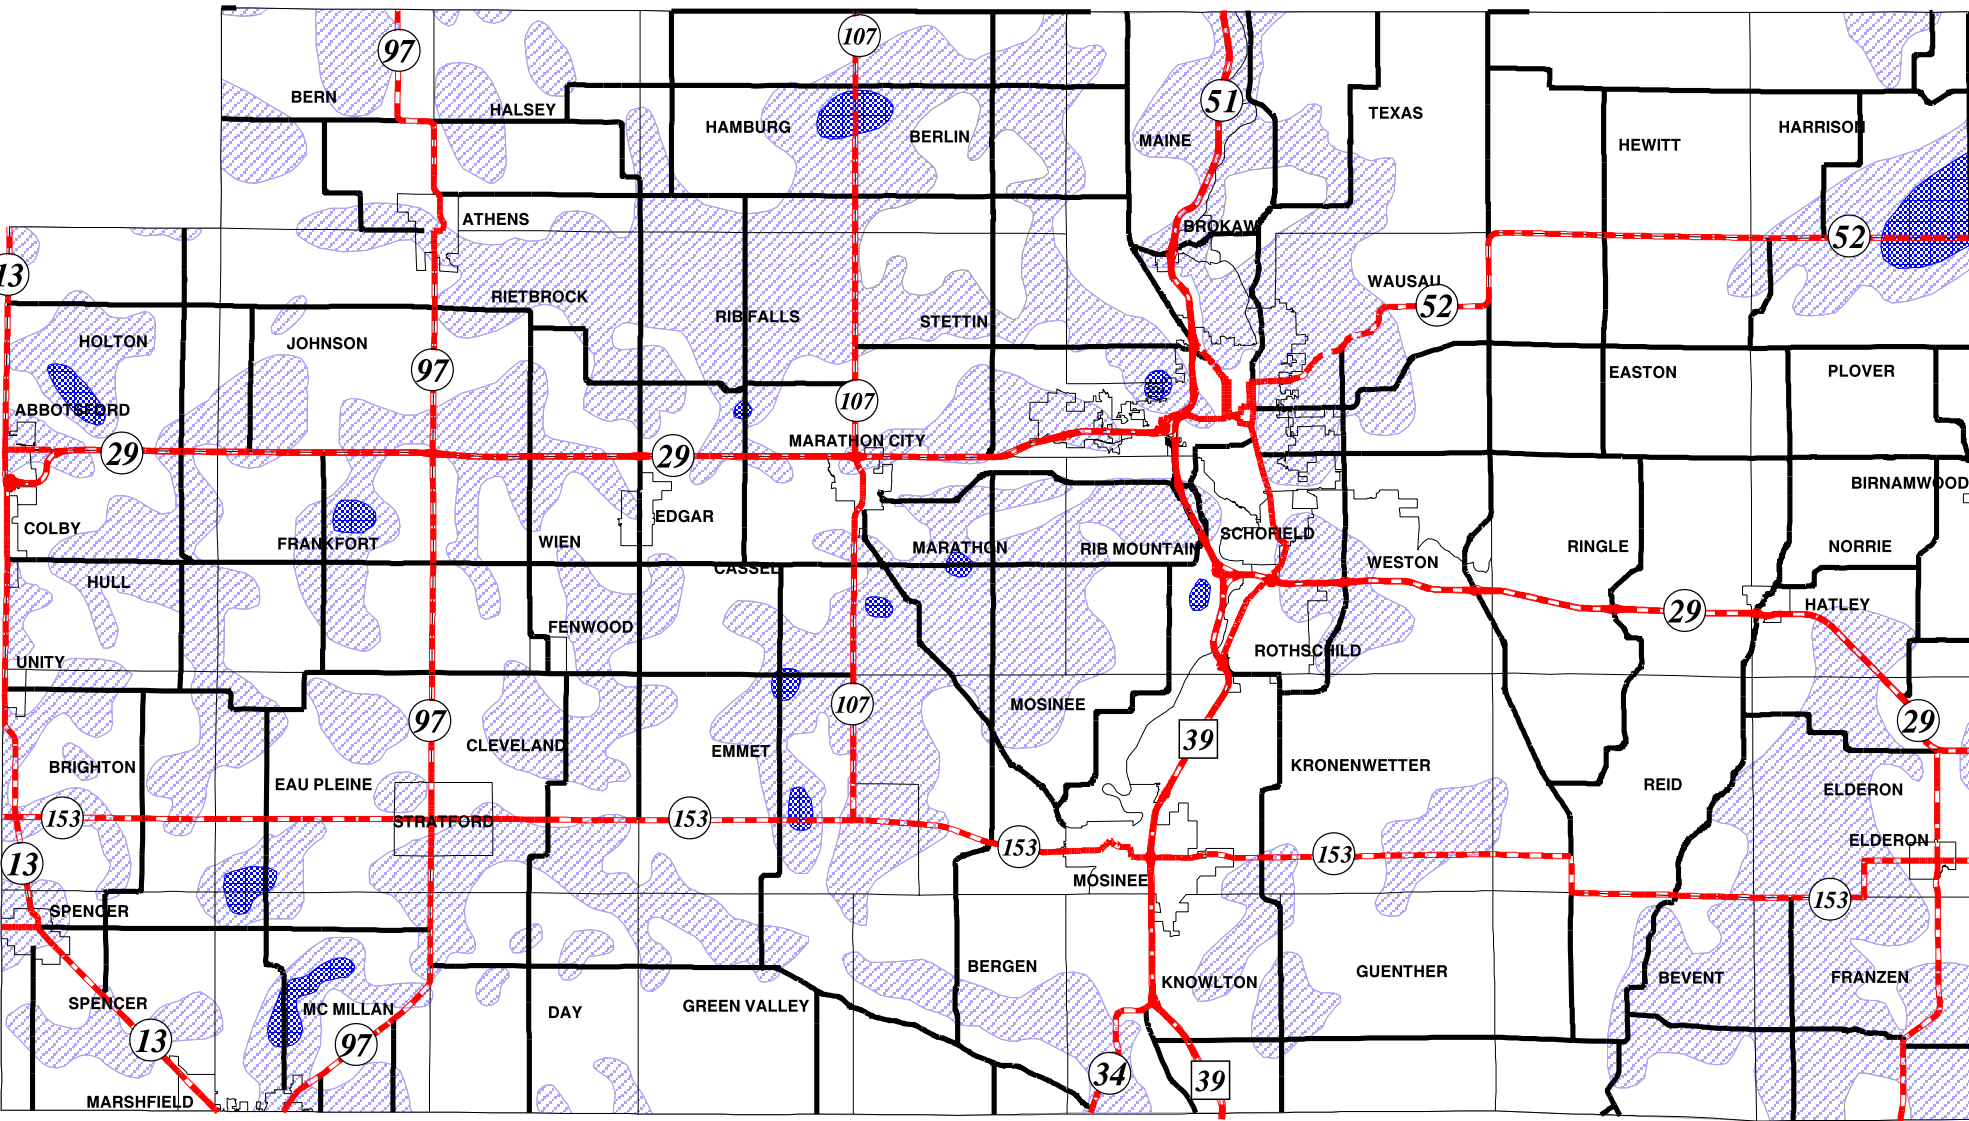 107
97
BERN
HALSEY
51
HAMBURG
BERLIN
MAINE
TEXAS
HEWITT
HARRISON
ATHENS
BROKAW
52
13
RIETBROCK
WAUSAU
52
RIB FALLS
STETTIN
HOLTON
JOHNSON
97
EASTON
PLOVER
ABBOTSFORD
107
MARATHON CITY
29
29
BIRNAMWOOD
COLBY
EDGAR
FRANKFORT
WIEN
MARATHON
RIB MOUNTAIN
SCHOFIELD
RINGLE
NORRIE
WESTON
CASSEL
HULL
29
HATLEY
FENWOOD
UNITY
ROTHSCHILD
107
MOSINEE
97
29
39
CLEVELAND
EMMET
BRIGHTON
EAU PLEINE
KRONENWETTER
REID
ELDERON
153
STRATFORD
153
153
153
ELDERON
13
MOSINEE
153
SPENCER
BERGEN
KNOWLTON
GUENTHER
BEVENT
FRANZEN
SPENCER
MC MILLAN
DAY
GREEN VALLEY
13
97
34
39
MARSHFIELD